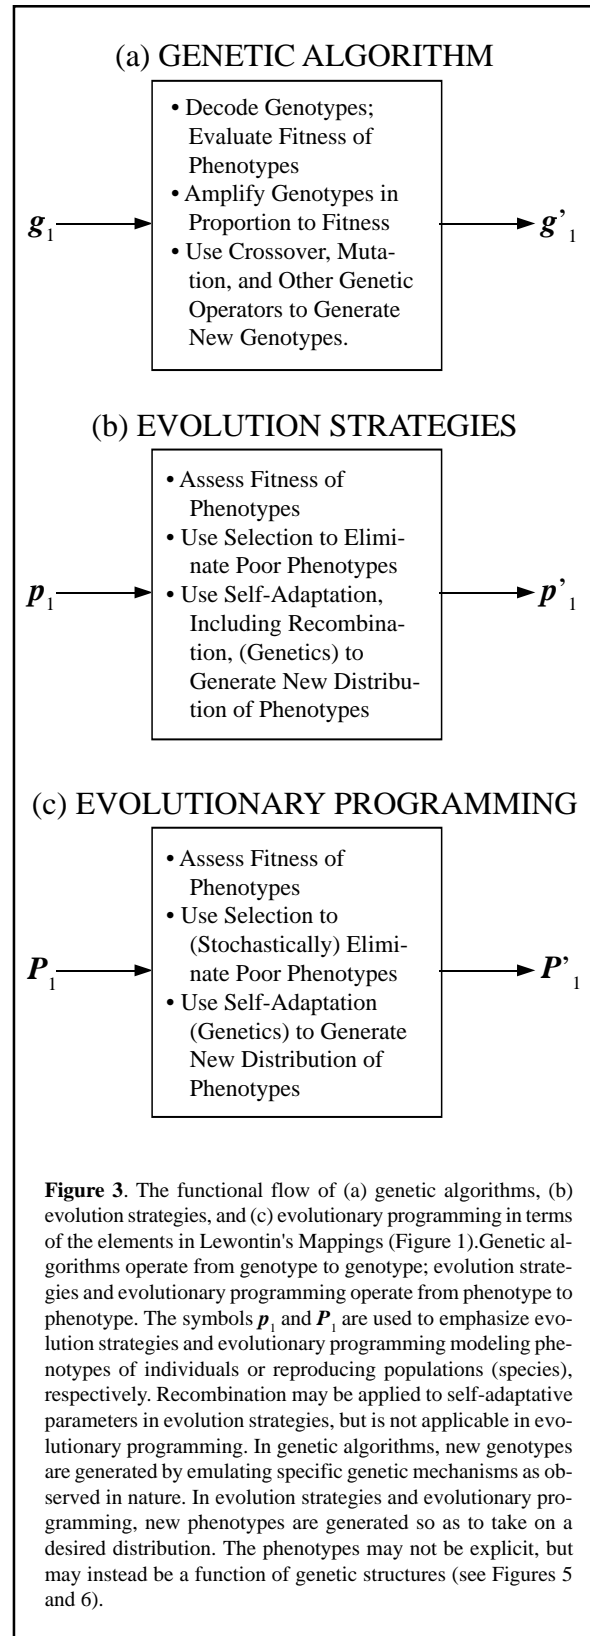 (a) GENETIC ALGORITHM
• Decode Genotypes;
Evaluate Fitness of
Phenotypes
• Amplify Genotypes in
Proportion to Fitness
• Use Crossover, Muta-
tion, and Other Genetic
Operators to Generate
New Genotypes.
g1
g’1
(b) EVOLUTION STRATEGIES
• Assess Fitness of
Phenotypes
• Use Selection to Elimi-
nate Poor Phenotypes
• Use Self-Adaptation,
Including Recombina-
tion, (Genetics) to
Generate New Distribu-
tion of Phenotypes
p1
p’1
(c) EVOLUTIONARY PROGRAMMING
• Assess Fitness of
Phenotypes
• Use Selection to
(Stochastically) Elimi-
nate Poor Phenotypes
• Use Self-Adaptation
(Genetics) to Generate
New Distribution of
Phenotypes
P1
P’1
Figure 3. The functional flow of (a) genetic algorithms, (b)
evolution strategies, and (c) evolutionary programming in terms
of the elements in Lewontin's Mappings (Figure 1).Genetic al-
gorithms operate from genotype to genotype; evolution strate-
gies and evolutionary programming operate from phenotype to
phenotype. The symbols p1 and P1 are used to emphasize evo-
lution strategies and evolutionary programming modeling phe-
notypes of individuals or reproducing populations (species),
respectively. Recombination may be applied to self-adaptative
parameters in evolution strategies, but is not applicable in evo-
lutionary programming. In genetic algorithms, new genotypes
are generated by emulating specific genetic mechanisms as ob-
served in nature. In evolution strategies and evolutionary pro-
gramming, new phenotypes are generated so as to take on a
desired distribution. The phenotypes may not be explicit, but
may instead be a function of genetic structures (see Figures 5
and 6).